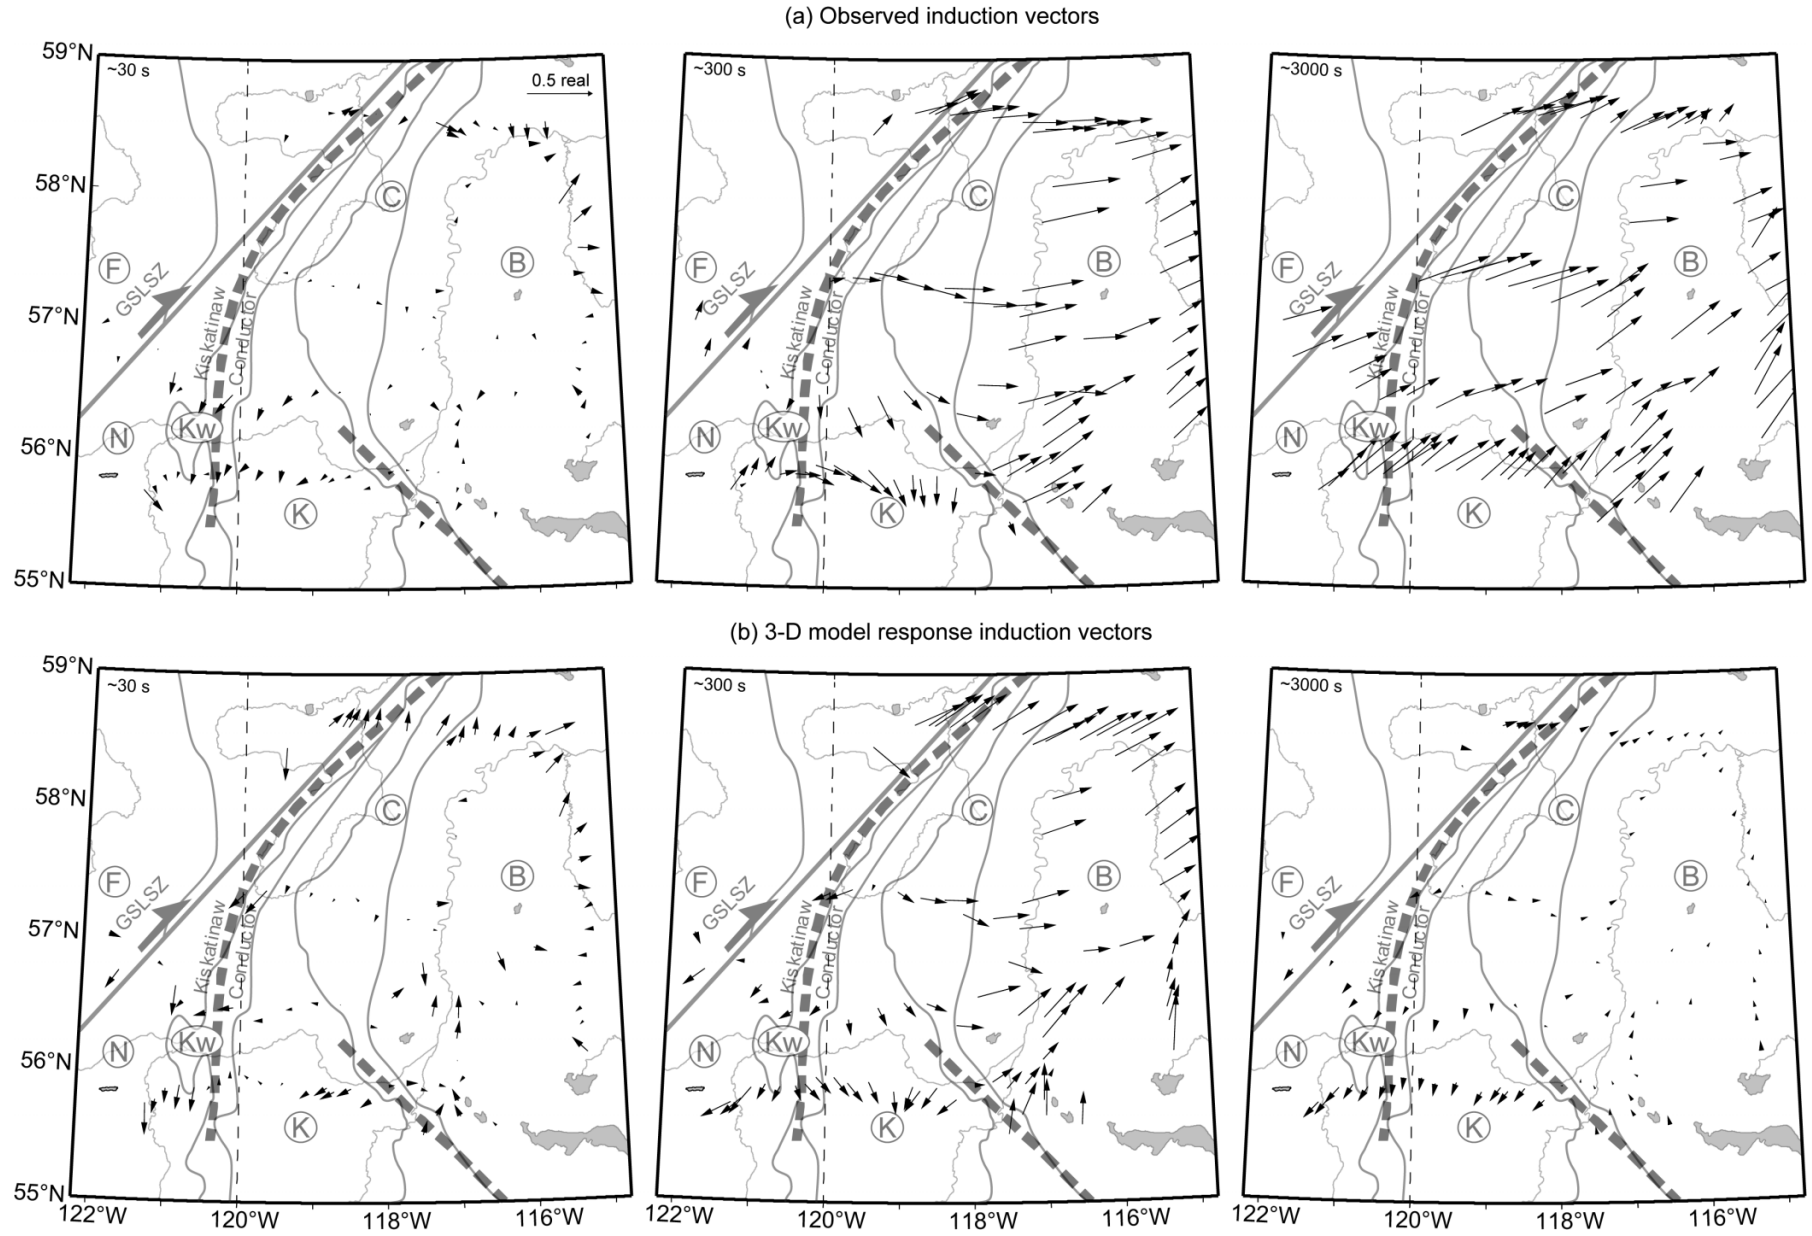 (a) Observed induction vectors
59°N
58°N
57°N
56°N
55°N
~30 s
0.5 real
C
B
F
GSLSZ
Kiskatinaw
Conductor
N
Kw
K
~300 s
C
B
F
GSLSZ
Kiskatinaw
Conductor
N
Kw
K
~3000 s
C
B
F
GSLSZ
Kiskatinaw
Conductor
N
Kw
K
(b) 3-D model response induction vectors
59°N
58°N
57°N
56°N
55°N
~30 s
C
B
F
GSLSZ
Kiskatinaw
Conductor
N
Kw
K
122°W 120°W 118°W 116°W
~300 s
C
B
F
GSLSZ
Kiskatinaw
Conductor
N
Kw
K
122°W 120°W 118°W 116°W
~3000 s
C
B
F
GSLSZ
Kiskatinaw
Conductor
N
Kw
K
122°W 120°W 118°W 116°W